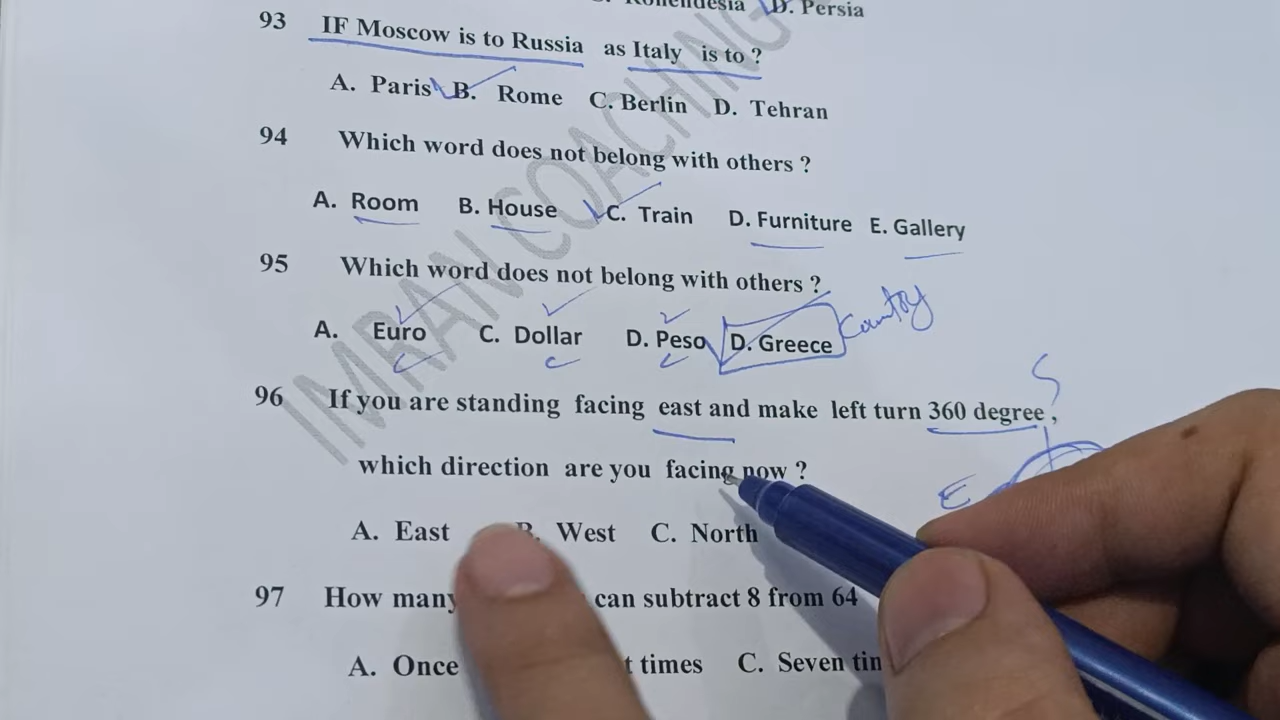 D. Persia
93 IF Moscow is to Russia as Italy is to ?
A. Paris B. Rome C. Berlin D. Tehran
94 Which word does not belong with others ?
A. Room B. House C. Train D. Furniture E. Gallery
95 Which word does not belong with others ?
A. Euro C. Dollar D. Peso D. Greece Country
96 If you are standing facing east and make left turn 360 degree ,
S
which direction are you facing now ?
E
A. East B. West C. North
97 How many can subtract 8 from 64
A. Once times C. Seven
IMRAN COACHING